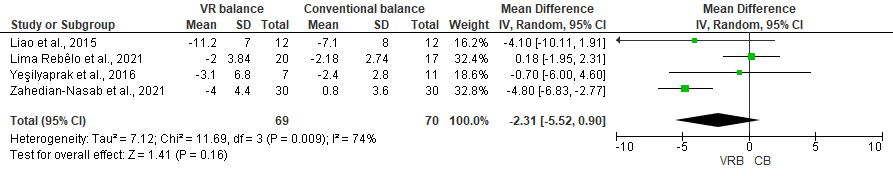 VR balance Conventional balance Mean Difference Mean Difference
Study or Subgroup Mean SD Total Mean SD Total Weight IV, Random, 95% CI IV, Random, 95% CI
Liao et al., 2015 -11.2 7 12 -7.1 8 12 16.2% -4.10 [-10.11, 1.91]
Lima Rebêlo et al., 2021 -2 3.84 20 -2.18 2.74 17 32.4% 0.18 [-1.95, 2.31]
Yeşilyaprak et al., 2016 -3.1 6.8 7 -2.4 2.8 11 18.6% -0.70 [-6.00, 4.60]
Zahedian-Nasab et al., 2021 -4 4.4 30 0.8 3.6 30 32.8% -4.80 [-6.83, -2.77]
Total (95% CI) 69 70 100.0% -2.31 [-5.52, 0.90]
Heterogeneity: Tau² = 7.12; Chi² = 11.69, df = 3 (P = 0.009); I² = 74%
Test for overall effect: Z = 1.41 (P = 0.16)
-10 -5 0 5 10
VRB CB